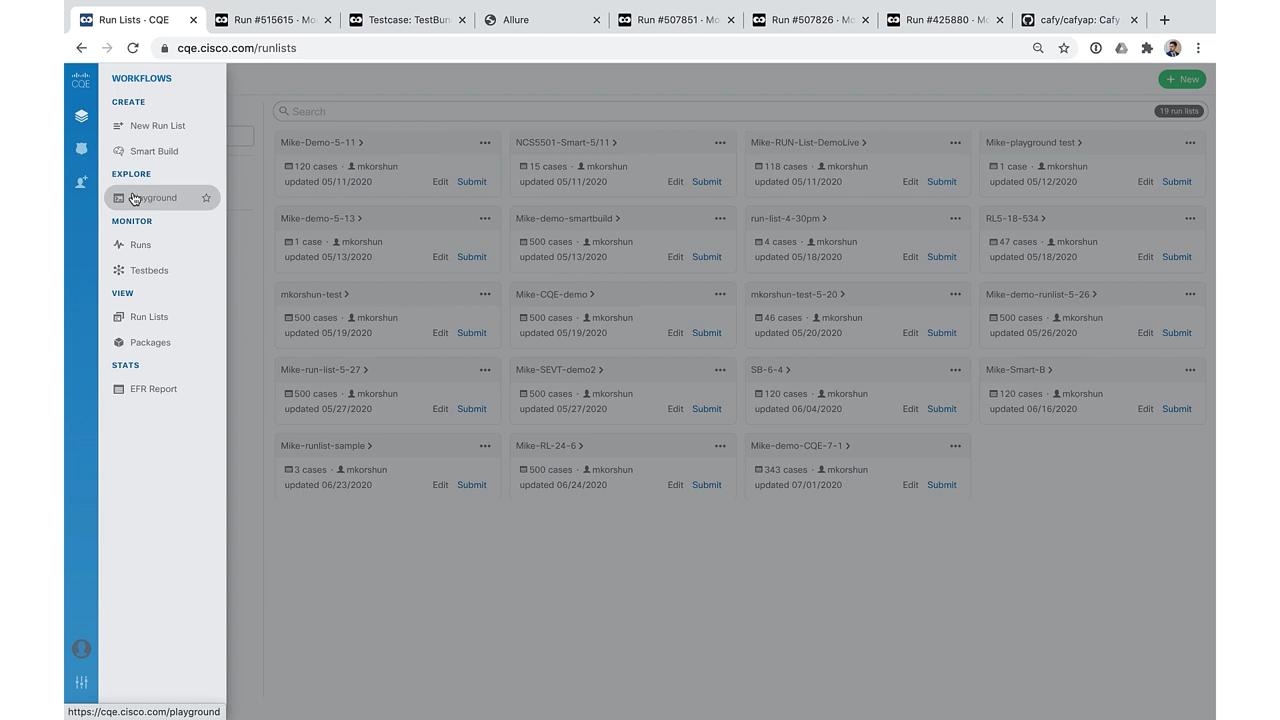 Run Lists - CQE
Run #515615 - Mo
Testcase: TestBun
Allure
Run #507851 - Mo
Run #507826 - Mo
Run #425880 - Mo
cafy/cafyap: Cafy
cqe.cisco.com/runlists
CQE
WORKFLOWS
CREATE
New Run List
Smart Build
EXPLORE
yground
MONITOR
Runs
Testbeds
VIEW
Run Lists
Packages
STATS
EFR Report
New
Search
19 run lists
Mike-Demo-5-11
120 cases · mkorshun
updated 05/11/2020 Edit Submit
NCS5501-Smart-5/11
15 cases · mkorshun
updated 05/11/2020 Edit Submit
Mike-RUN-List-DemoLive
118 cases · mkorshun
updated 05/11/2020 Edit Submit
Mike-playground test
1 case · mkorshun
updated 05/12/2020 Edit Submit
Mike-demo-5-13
1 case · mkorshun
updated 05/13/2020 Edit Submit
Mike-demo-smartbuild
500 cases · mkorshun
updated 05/13/2020 Edit Submit
run-list-4-30pm
4 cases · mkorshun
updated 05/18/2020 Edit Submit
RL5-18-534
47 cases · mkorshun
updated 05/18/2020 Edit Submit
mkorshun-test
500 cases · mkorshun
updated 05/19/2020 Edit Submit
Mike-CQE-demo
500 cases · mkorshun
updated 05/19/2020 Edit Submit
mkorshun-test-5-20
46 cases · mkorshun
updated 05/20/2020 Edit Submit
Mike-demo-runlist-5-26
500 cases · mkorshun
updated 05/26/2020 Edit Submit
Mike-run-list-5-27
500 cases · mkorshun
updated 05/27/2020 Edit Submit
Mike-SEVT-demo2
500 cases · mkorshun
updated 05/27/2020 Edit Submit
SB-6-4
120 cases · mkorshun
updated 06/04/2020 Edit Submit
Mike-Smart-B
120 cases · mkorshun
updated 06/16/2020 Edit Submit
Mike-runlist-sample
3 cases · mkorshun
updated 06/23/2020 Edit Submit
Mike-RL-24-6
500 cases · mkorshun
updated 06/24/2020 Edit Submit
Mike-demo-CQE-7-1
343 cases · mkorshun
updated 07/01/2020 Edit Submit
https://cqe.cisco.com/playground